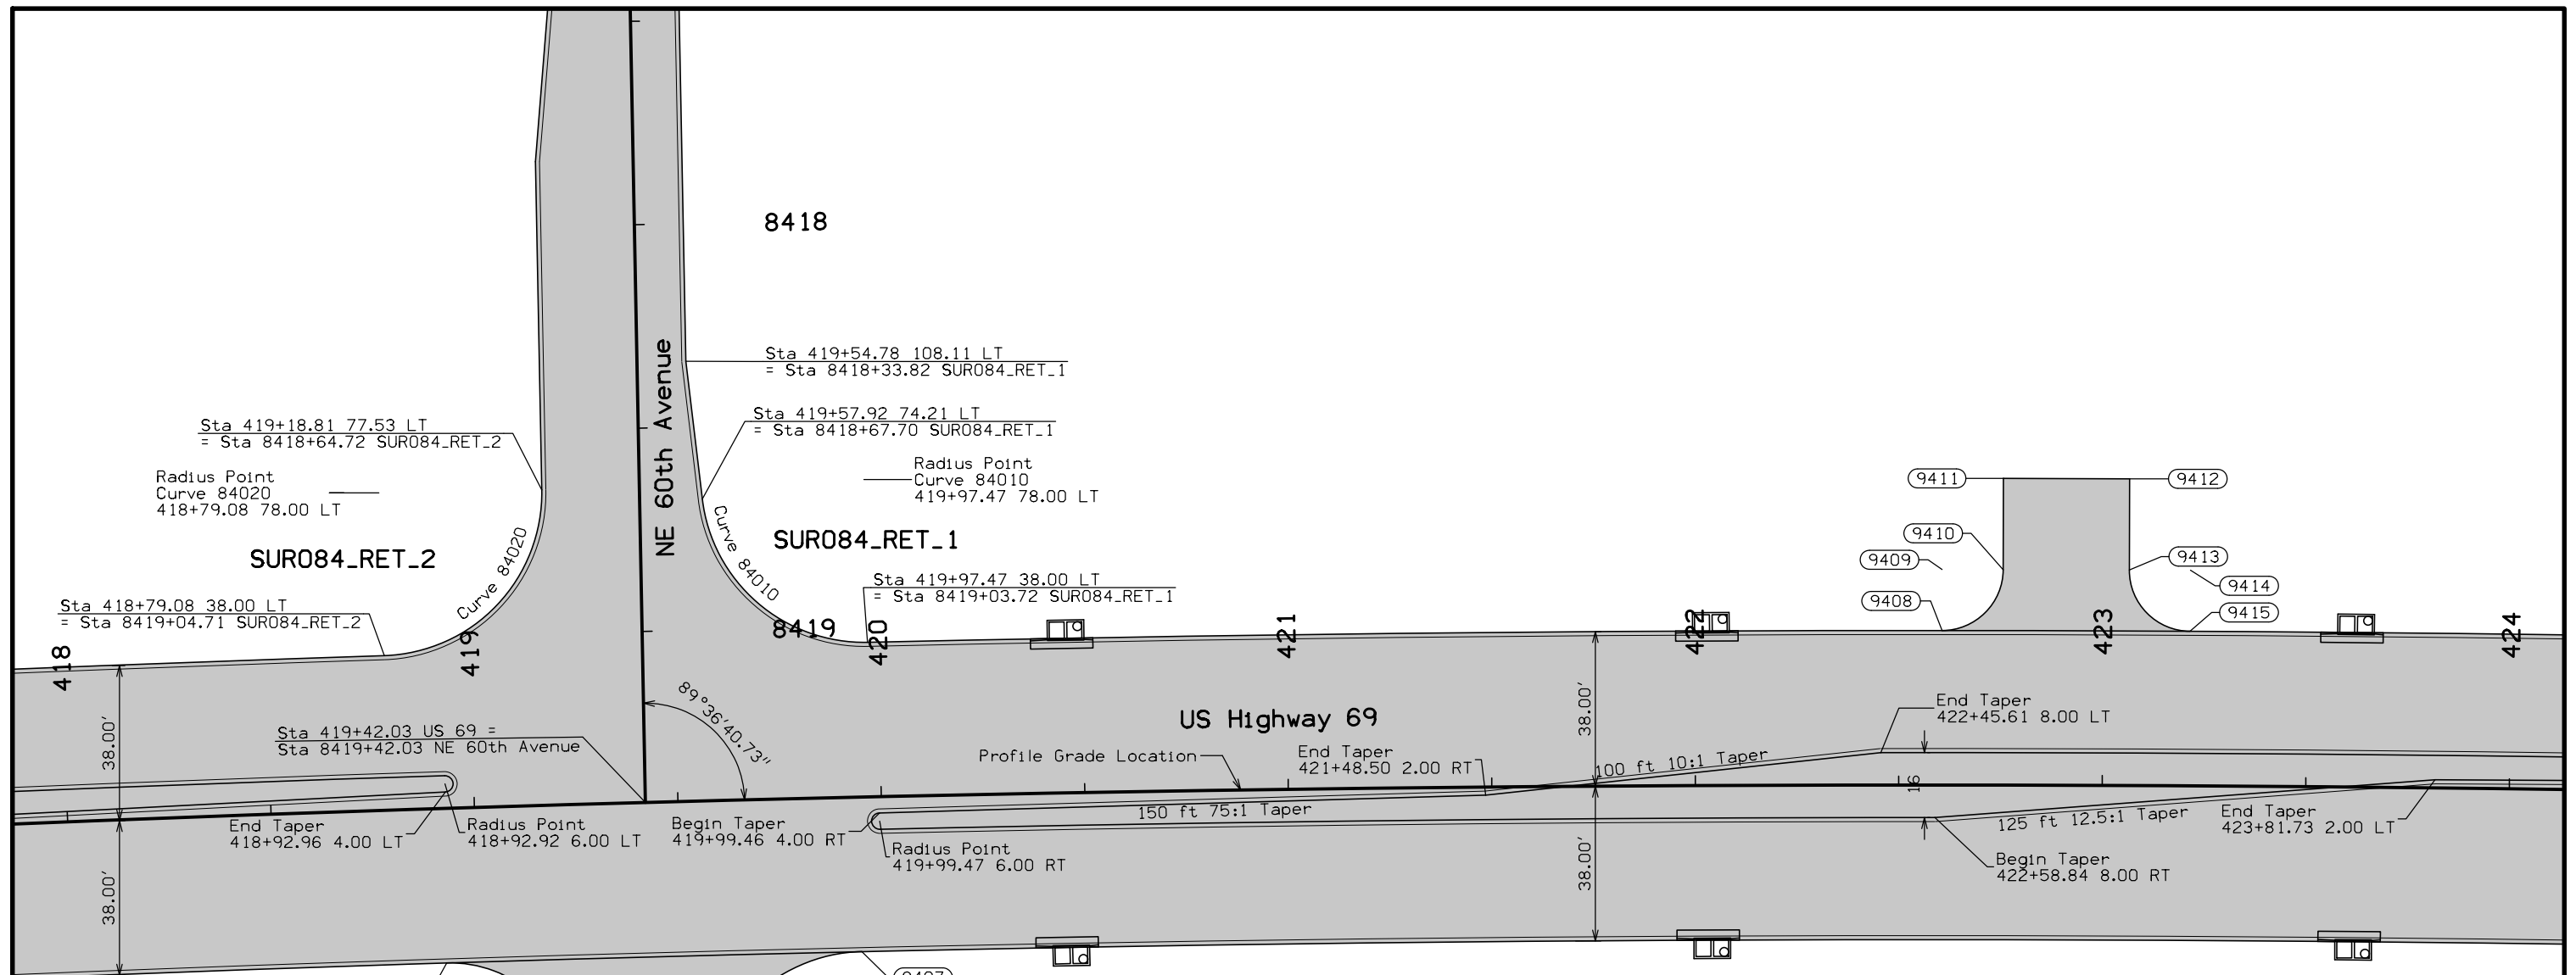 8418
NE 60th Avenue
Sta 419+54.78 108.11 LT
= Sta 8418+33.82 SUR084_RET_1
Sta 419+18.81 77.53 LT
= Sta 8418+64.72 SUR084_RET_2
Sta 419+57.92 74.21 LT
= Sta 8418+67.70 SUR084_RET_1
Radius Point
Curve 84020
418+79.08 78.00 LT
Radius Point
Curve 84010
419+97.47 78.00 LT
SUR084_RET_2
Curve 84020
Curve 84010
SUR084_RET_1
9411
9412
9410
9409
9413
9414
9408
9415
Sta 418+79.08 38.00 LT
= Sta 8419+04.71 SUR084_RET_2
Sta 419+97.47 38.00 LT
= Sta 8419+03.72 SUR084_RET_1
8419
418
419
420
421
422
423
424
38.00'
89°36'40.73"
US Highway 69
38.00'
Sta 419+42.03 US 69 =
Sta 8419+42.03 NE 60th Avenue
Profile Grade Location
End Taper
421+48.50 2.00 RT
100 ft 10:1 Taper
End Taper
422+45.61 8.00 LT
16
End Taper
418+92.96 4.00 LT
Radius Point
418+92.92 6.00 LT
Begin Taper
419+99.46 4.00 RT
150 ft 75:1 Taper
125 ft 12.5:1 Taper
End Taper
423+81.73 2.00 LT
Radius Point
419+99.47 6.00 RT
Begin Taper
422+58.84 8.00 RT
38.00'
38.00'